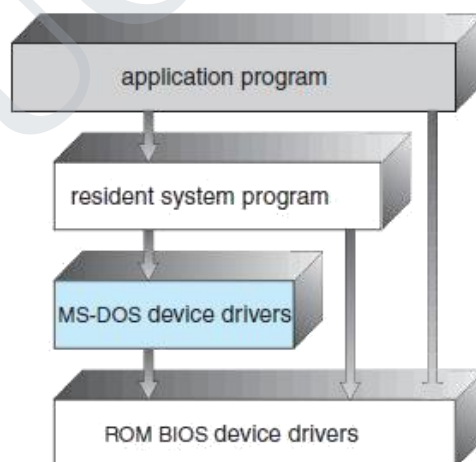 application program
resident system program
MS-DOS device drivers
ROM BIOS device drivers